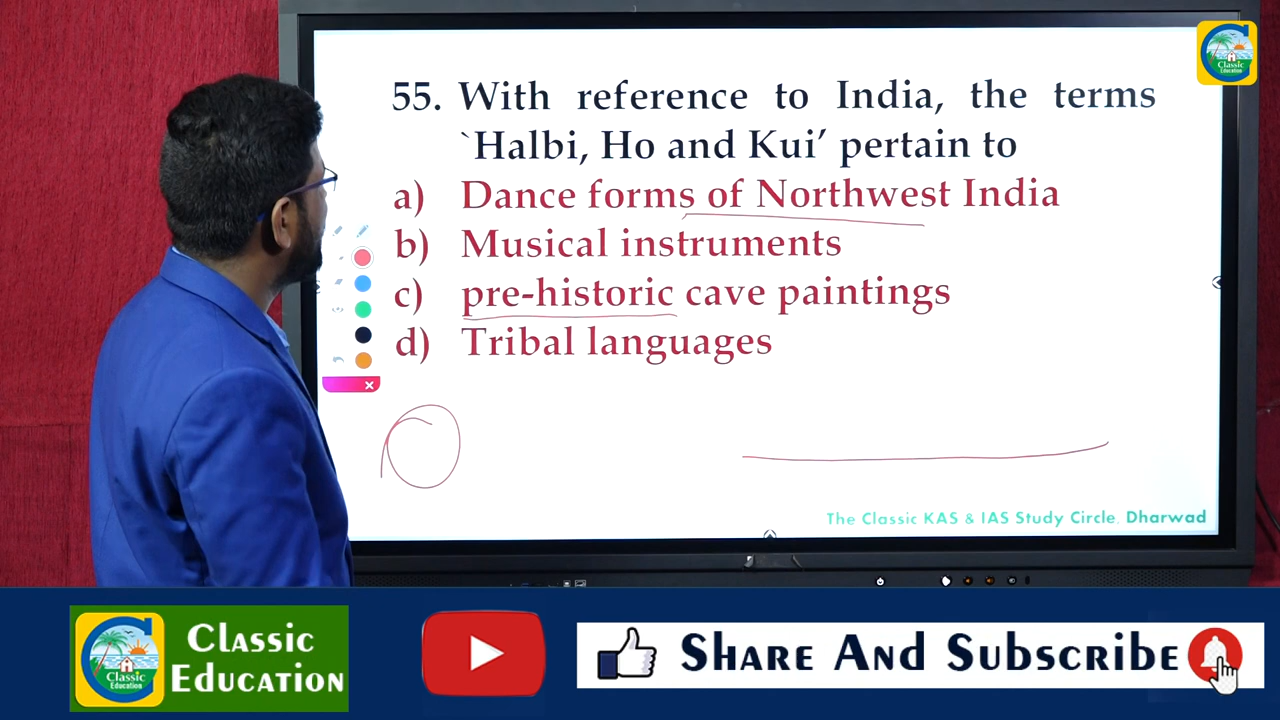 55. With reference to India, the terms
`Halbi, Ho and Kui’ pertain to
a) Dance forms of Northwest India
b) Musical instruments
c) pre-historic cave paintings
d) Tribal languages
The Classic KAS & IAS Study Circle, Dharwad
Classic
Education
Classic
Education
Classic
Education
Share And Subscribe